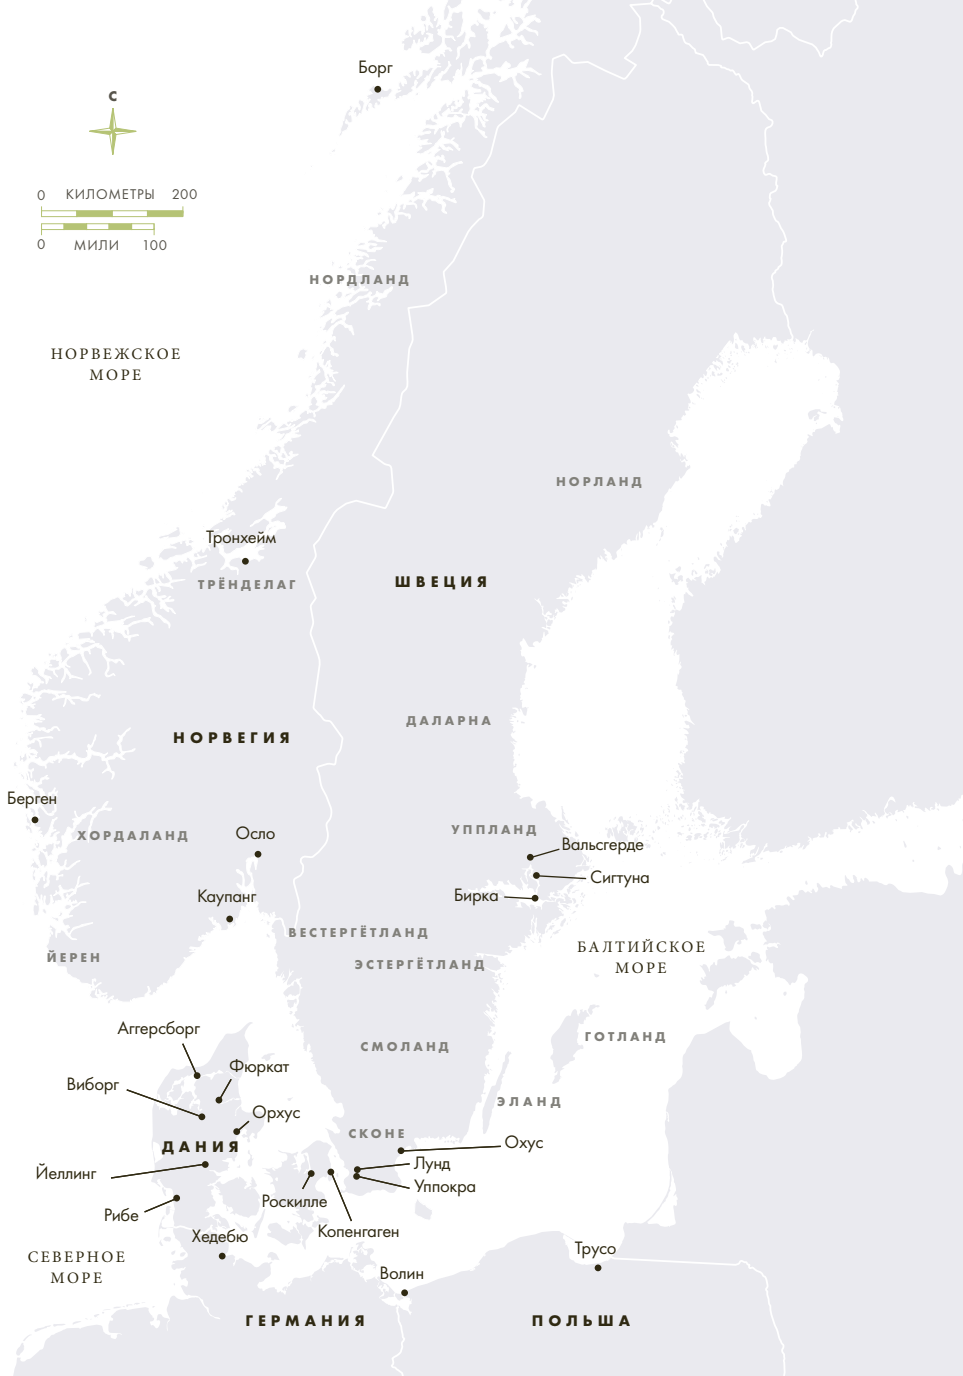 Борг
С
0 КИЛОМЕТРЫ 200
0 МИЛИ 100
НОРДЛАНД
НОРВЕЖСКОЕ
МОРЕ
НОРЛАНД
Тронхейм
ТРЁНДЕЛАГ
ШВЕЦИЯ
ДАЛАРНА
НОРВЕГИЯ
Берген
ХОРДАЛАНД
Осло
УППЛАНД
Вальсгерде
Сигтуна
Бирка
Каупанг
ВЕСТЕРГЁТЛАНД
БАЛТИЙСКОЕ
МОРЕ
ЙЕРЕН
ЭСТЕРГЁТЛАНД
Аггерсборг
ГОТЛАНД
СМОЛАНД
Фюркат
Виборг
ЭЛАНД
Орхус
СКОНЕ
Охус
ДАНИЯ
Лунд
Йеллинг
Уппокра
Роскилле
Рибе
Копенгаген
Хедебю
СЕВЕРНОЕ
МОРЕ
Трусо
Волин
ГЕРМАНИЯ
ПОЛЬША